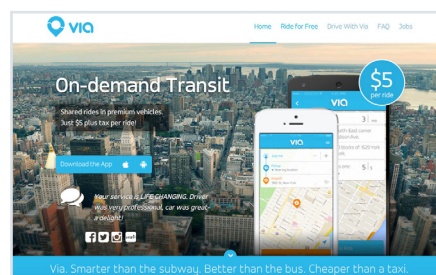 via
Home Ride for Free Drive With Via FAQ Jobs
On-demand Transit
$5
per ride
Shared rides in premium vehicles.
Just $5 plus tax per ride!
Download the App
Your service is LIFE CHANGING. Driver
was very professional, car was great-
a delight!
via
via
Via. Smarter than the subway. Better than the bus. Cheaper than a taxi.